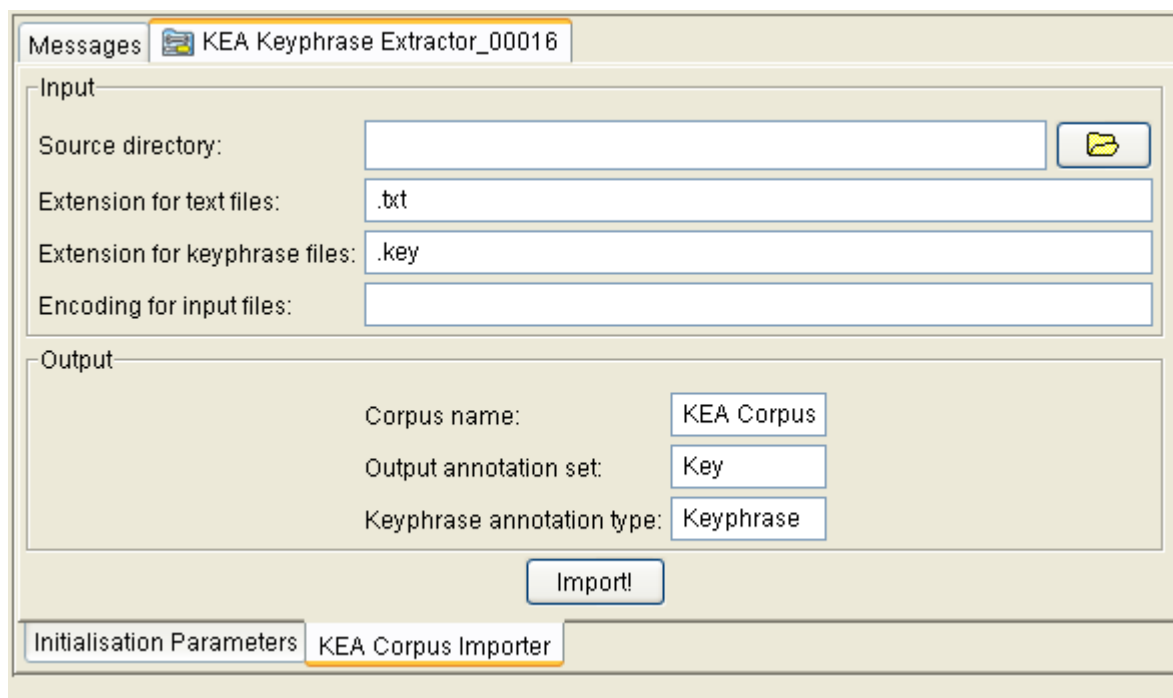 Messages KEA Keyphrase Extractor_00016
Input
Source directory:
Extension for text files: .txt
Extension for keyphrase files: .key
Encoding for input files:
Output
Corpus name: KEA Corpus
Output annotation set: Key
Keyphrase annotation type: Keyphrase
Import!
Initialisation Parameters KEA Corpus Importer